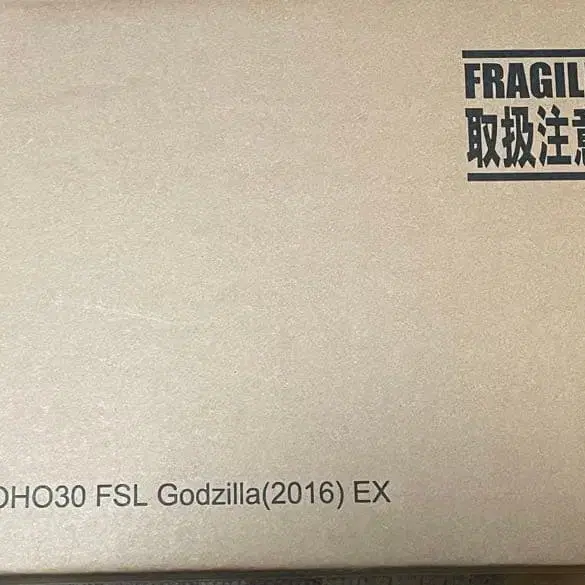 FRAGIL
取扱注意
OHO30 FSL Godzilla(2016) EX